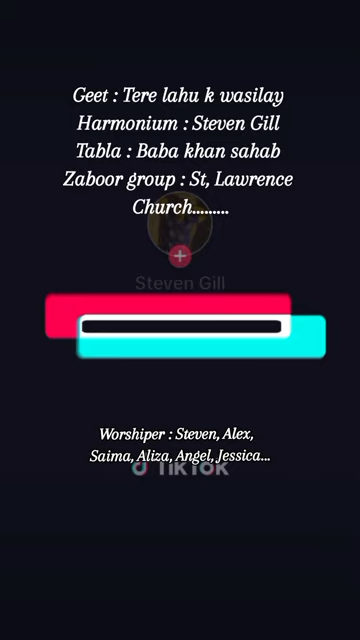 Geet : Tere lahu k wasilay
Harmonium : Steven Gill
Tabla : Baba khan sahab
Zaboor group : St, Lawrence
Church.........
Steven Gill
Worshiper : Steven, Alex,
Saima, Aliza, Angel, Jessica...
TikTok